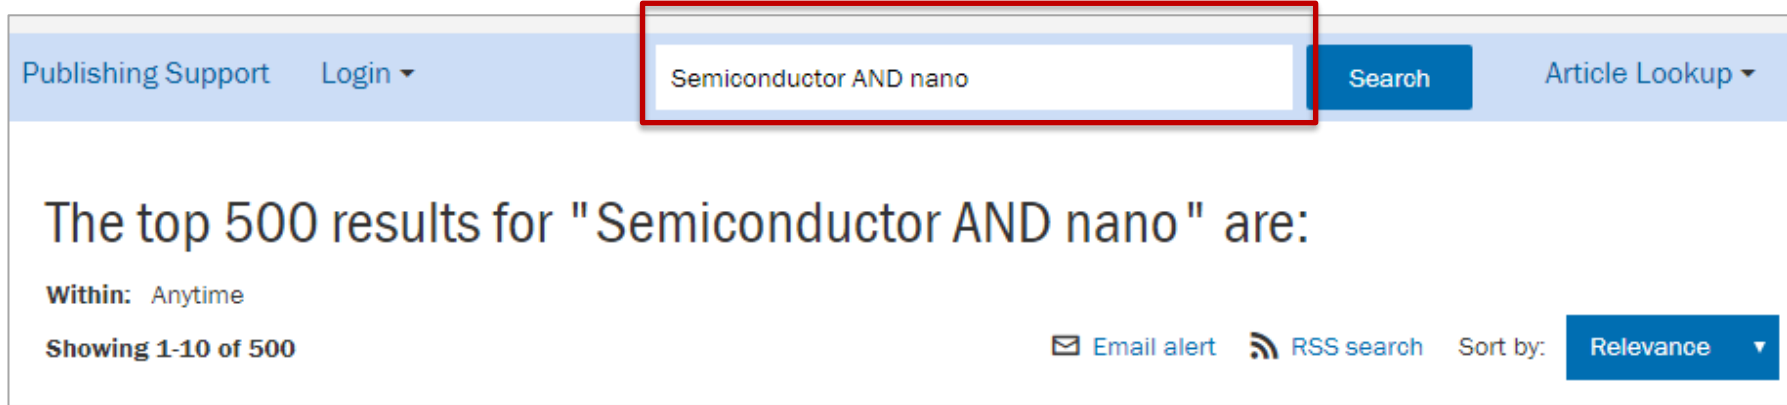 Publishing Support Login Semiconductor AND nano Search Article Lookup
The top 500 results for "Semiconductor AND nano" are:
Within: Anytime
Showing 1-10 of 500 Email alert RSS search Sort by: Relevance